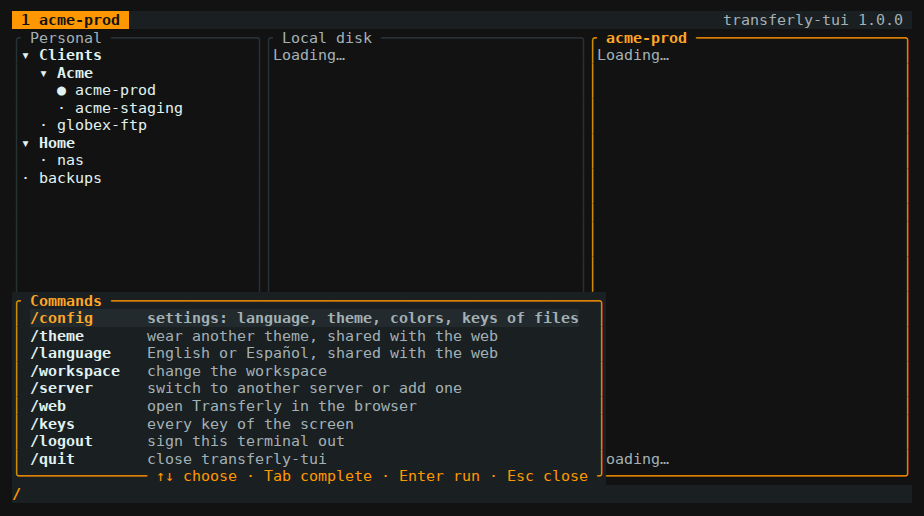 1 acme-prod transferly-tui 1.0.0
Personal Local disk acme-prod
▾ Clients Loading… Loading…
▾ Acme
● acme-prod
· acme-staging
· globex-ftp
▾ Home
· nas
· backups
Commands
/config settings: language, theme, colors, keys of files
/theme wear another theme, shared with the web
/language English or Español, shared with the web
/workspace change the workspace
/server switch to another server or add one
/web open Transferly in the browser
/keys every key of the screen
/logout sign this terminal out
/quit close transferly-tui oading…
↑↓ choose · Tab complete · Enter run · Esc close
/